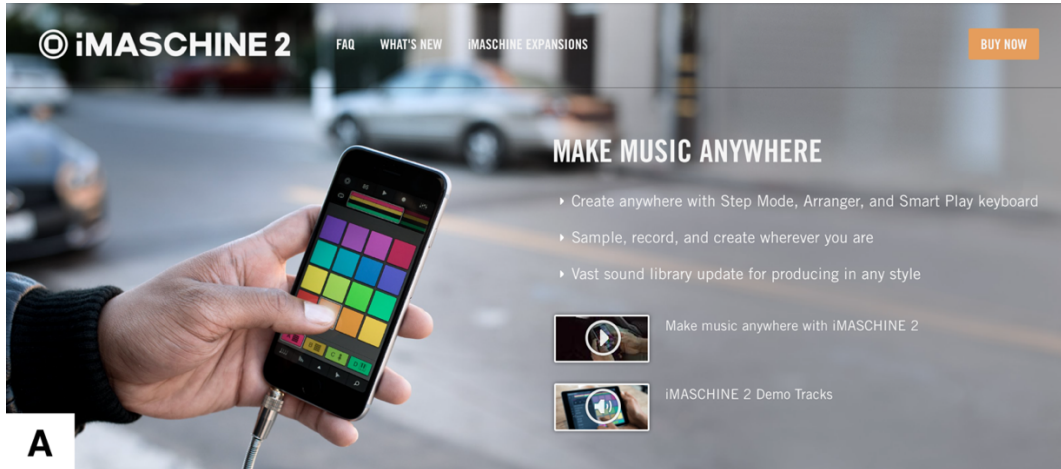 iMASCHINE 2
FAQ
WHAT'S NEW
iMASCHINE EXPANSIONS
BUY NOW
MAKE MUSIC ANYWHERE
Create anywhere with Step Mode, Arranger, and Smart Play keyboard
Sample, record, and create wherever you are
Vast sound library update for producing in any style
Make music anywhere with iMASCHINE 2
iMASCHINE 2 Demo Tracks
A